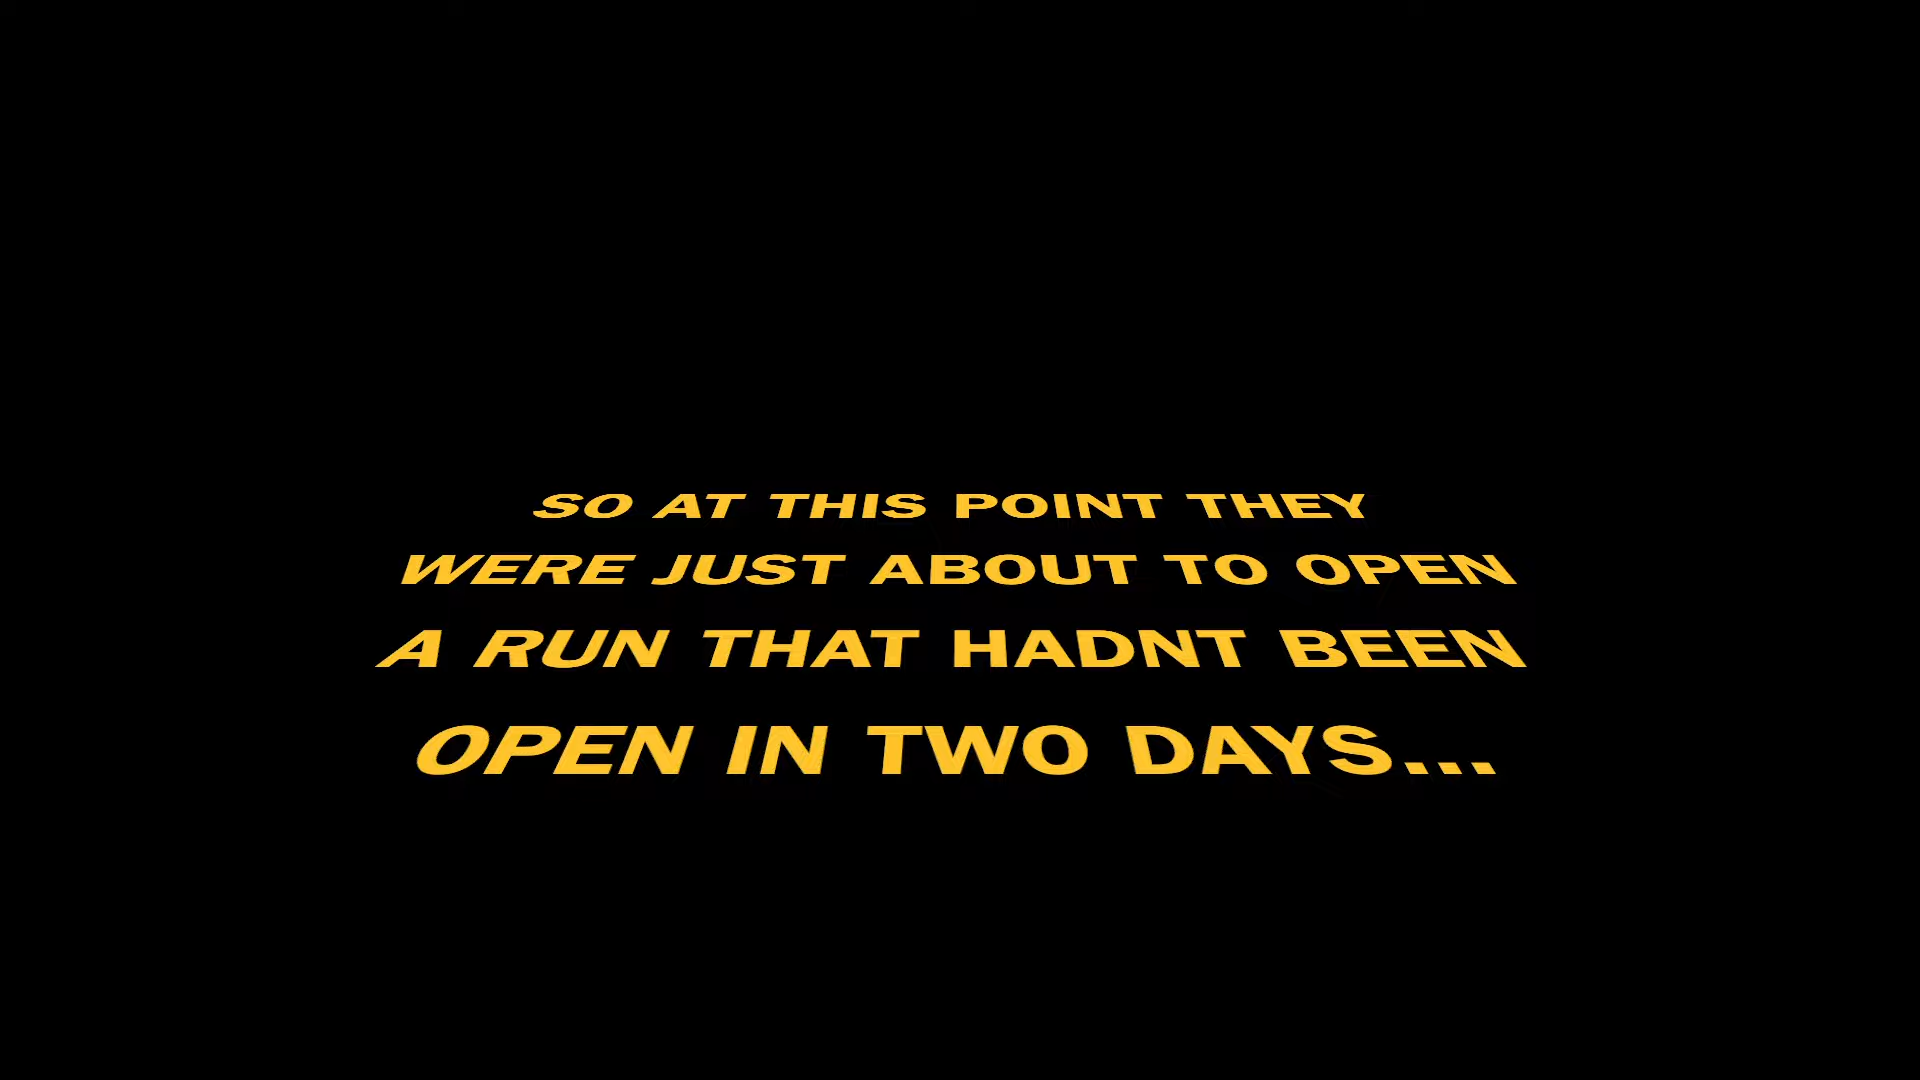 SO AT THIS POINT THEY
WERE JUST ABOUT TO OPEN
A RUN THAT HADNT BEEN
OPEN IN TWO DAYS...